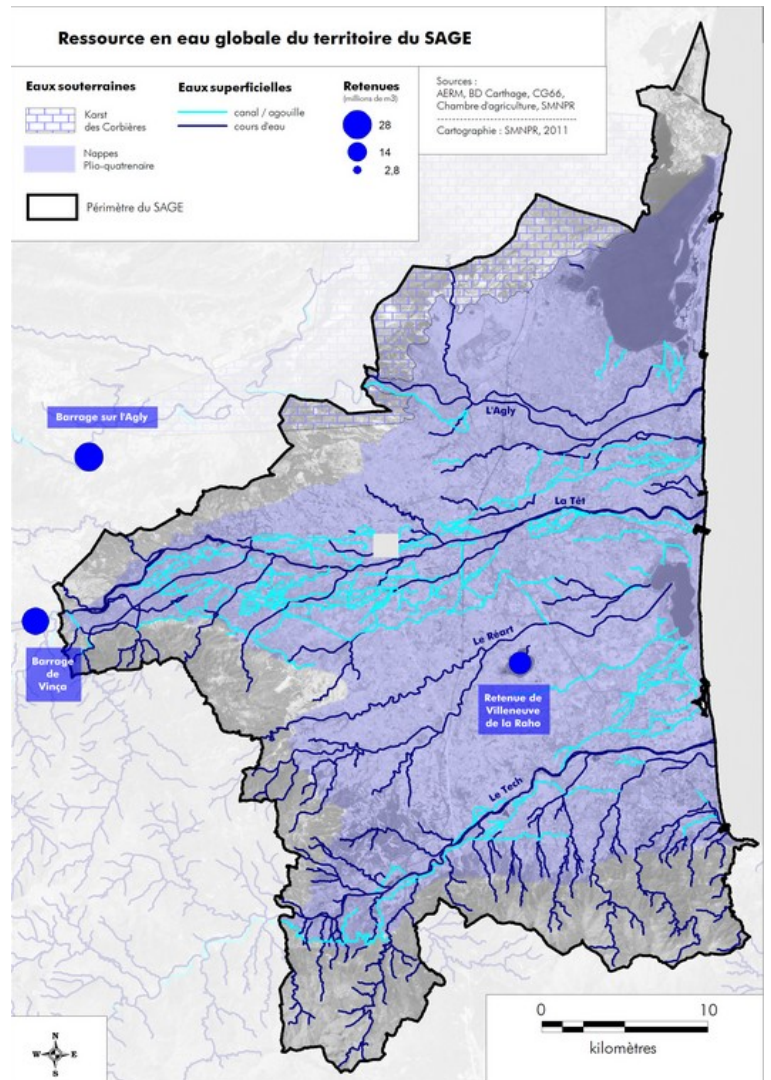 Ressource en eau globale du territoire du SAGE
Eaux souterraines
Karst
des Corbières
Nappes
Plio-quatrenaire
Périmètre du SAGE
Eaux superficielles
canal / agouille
cours d'eau
Retenues
(millions de m3)
28
14
2,8
Sources :
AERM, BD Carthage, CG66,
Chambre d'agriculture, SMNPR
Cartographie : SMNPR, 2011
Barrage sur l'Agly
L'Agly
La Têt
Le Réart
Barrage
de
Vinça
Retenue de
Villeneuve
de la Raho
Le Tech
N
W
E
S
0
10
kilomètres